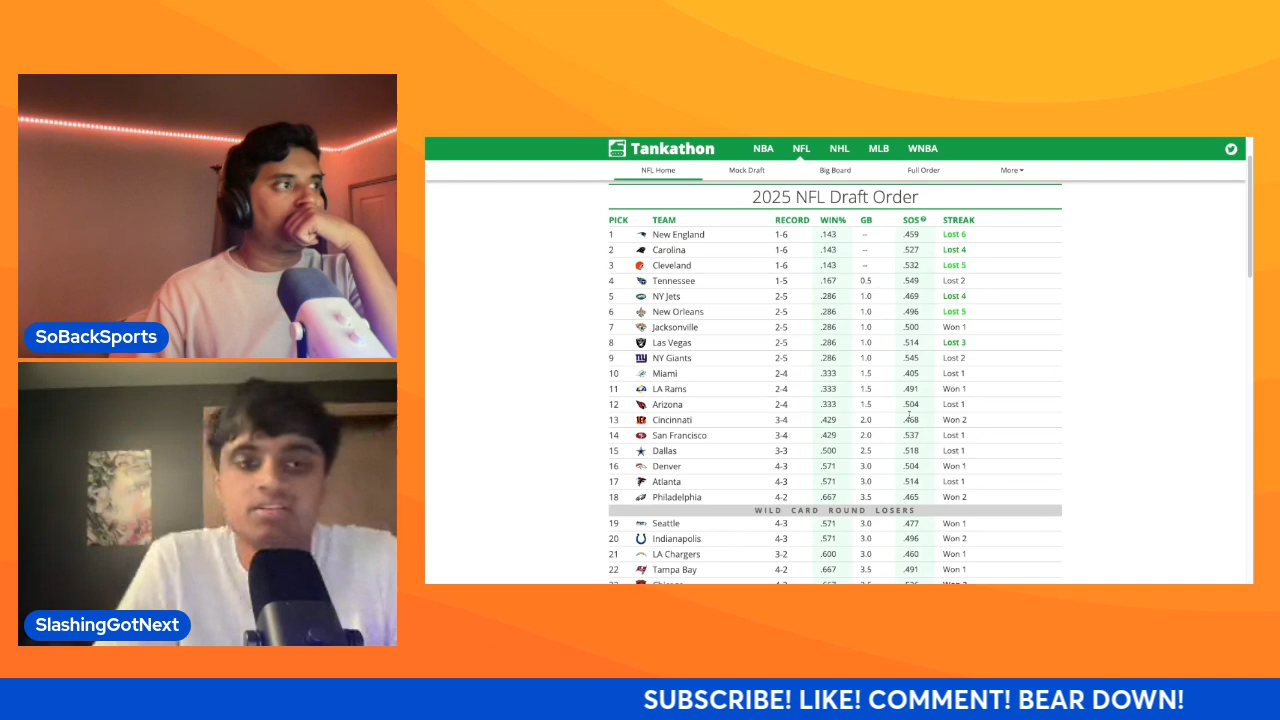 SoBackSports
SlashingGotNext
Tankathon NBA NFL NHL MLB WNBA
NFL Home Mock Draft Big Board Full Order More
2025 NFL Draft Order
PICK TEAM RECORD WIN% GB SOS STREAK
1 New England 1-6 .143 -- .459 Lost 6
2 Carolina 1-6 .143 -- .527 Lost 4
3 Cleveland 1-6 .143 -- .532 Lost 5
4 Tennessee 1-5 .167 0.5 .549 Lost 2
5 NY Jets 2-5 .286 1.0 .469 Lost 4
6 New Orleans 2-5 .286 1.0 .496 Lost 5
7 Jacksonville 2-5 .286 1.0 .500 Won 1
8 Las Vegas 2-5 .286 1.0 .514 Lost 3
9 NY Giants 2-5 .286 1.0 .545 Lost 2
10 Miami 2-4 .333 1.5 .405 Lost 1
11 LA Rams 2-4 .333 1.5 .491 Won 1
12 Arizona 2-4 .333 1.5 .504 Lost 1
13 Cincinnati 3-4 .429 2.0 .468 Won 2
14 San Francisco 3-4 .429 2.0 .537 Lost 1
15 Dallas 3-3 .500 2.5 .518 Lost 1
16 Denver 4-3 .571 3.0 .504 Won 1
17 Atlanta 4-3 .571 3.0 .514 Lost 1
18 Philadelphia 4-2 .667 3.5 .465 Won 2
WILD CARD ROUND LOSERS
19 Seattle 4-3 .571 3.0 .477 Won 1
20 Indianapolis 4-3 .571 3.0 .496 Won 2
21 LA Chargers 3-2 .600 3.0 .460 Won 1
22 Tampa Bay 4-2 .667 3.5 .491 Won 1
SUBSCRIBE! LIKE! COMMENT! BEAR DOWN!